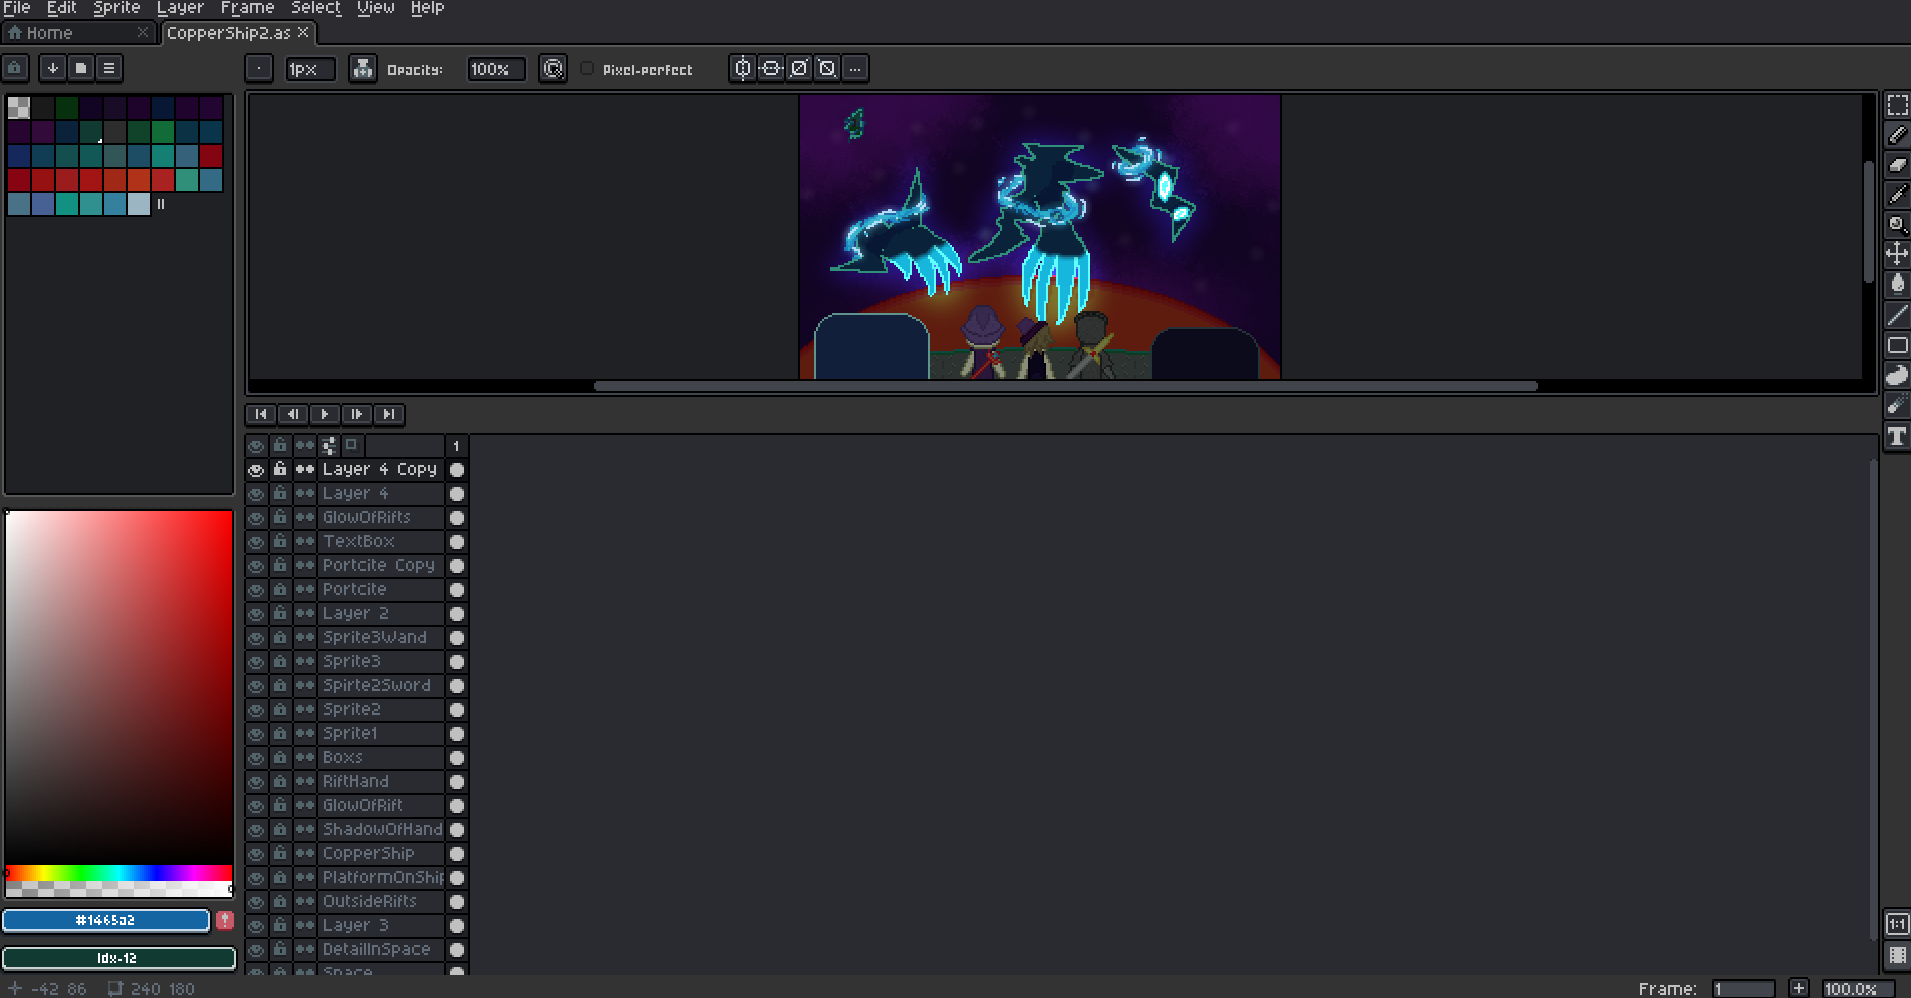 File Edit Sprite Layer Frame Select View Help
Home CopperShip2.as
1px Opacity: 100% Pixel-perfect
1
Layer 4 Copy
Layer 4
GlowOfRifts
TextBox
Portcite Copy
Portcite
Layer 2
Sprite3Wand
Sprite3
Spirte2Sword
Sprite2
Sprite1
Boxs
RiftHand
GlowOfRift
ShadowOfHand
CopperShip
PlatformOnShip
OutsideRifts
Layer 3
DetailInSpace
Space
#1465a2
Idx-12
-42 86 240 180
1:1
Frame: 1 + 100.0%